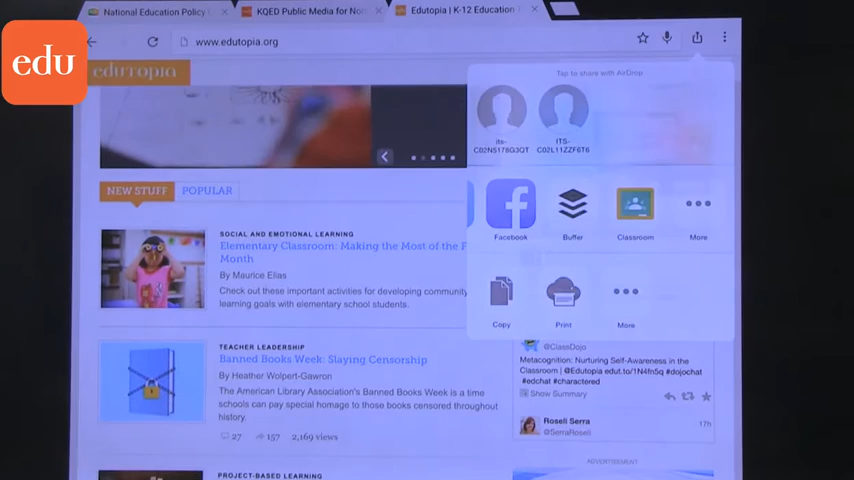 National Education Policy
KQED Public Media for Nor
Edutopia | K-12 Education
edu
www.edutopia.org
edutopia
Tap to share with AirDrop
its-
C02N5178G3QT
ITS-
C02L11ZZF6T6
Facebook
Buffer
Classroom
More
Copy
Print
More
NEW STUFF
POPULAR
SOCIAL AND EMOTIONAL LEARNING
Elementary Classroom: Making the Most of the F
Month
By Maurice Elias
Check out these important activities for developing community
learning goals with elementary school students.
TEACHER LEADERSHIP
Banned Books Week: Slaying Censorship
By Heather Wolpert-Gawron
The American Library Association's Banned Books Week is a time
schools can pay special homage to those books censored throughout
history.
27
157
2,169 views
PROJECT-BASED LEARNING
@ClassDojo
Metacognition: Nurturing Self-Awareness in the
Classroom | @Edutopia edut.to/1N4fn5q #dojochat
#edchat #charactered
Show Summary
Roseli Serra
17h
@SerraRoseli
ADVERTISEMENT